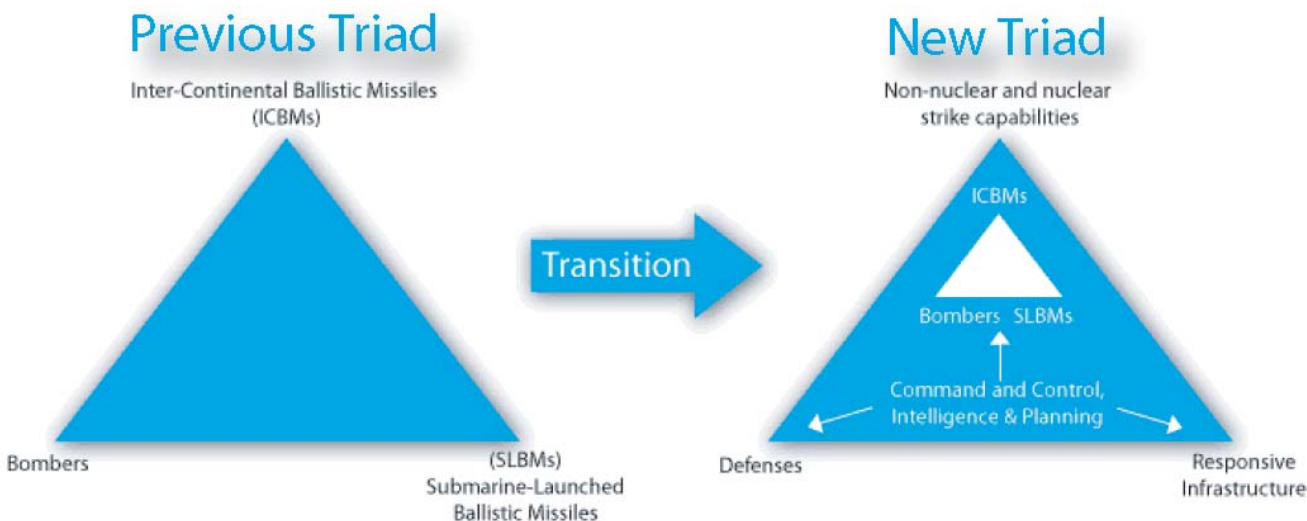 Previous Triad
Inter-Continental Ballistic Missiles
(ICBMs)
Bombers
(SLBMs)
Submarine-Launched
Ballistic Missiles
Transition
New Triad
Non-nuclear and nuclear
strike capabilities
ICBMs
Bombers SLBMs
Command and Control,
Intelligence & Planning
Defenses
Responsive
Infrastructure